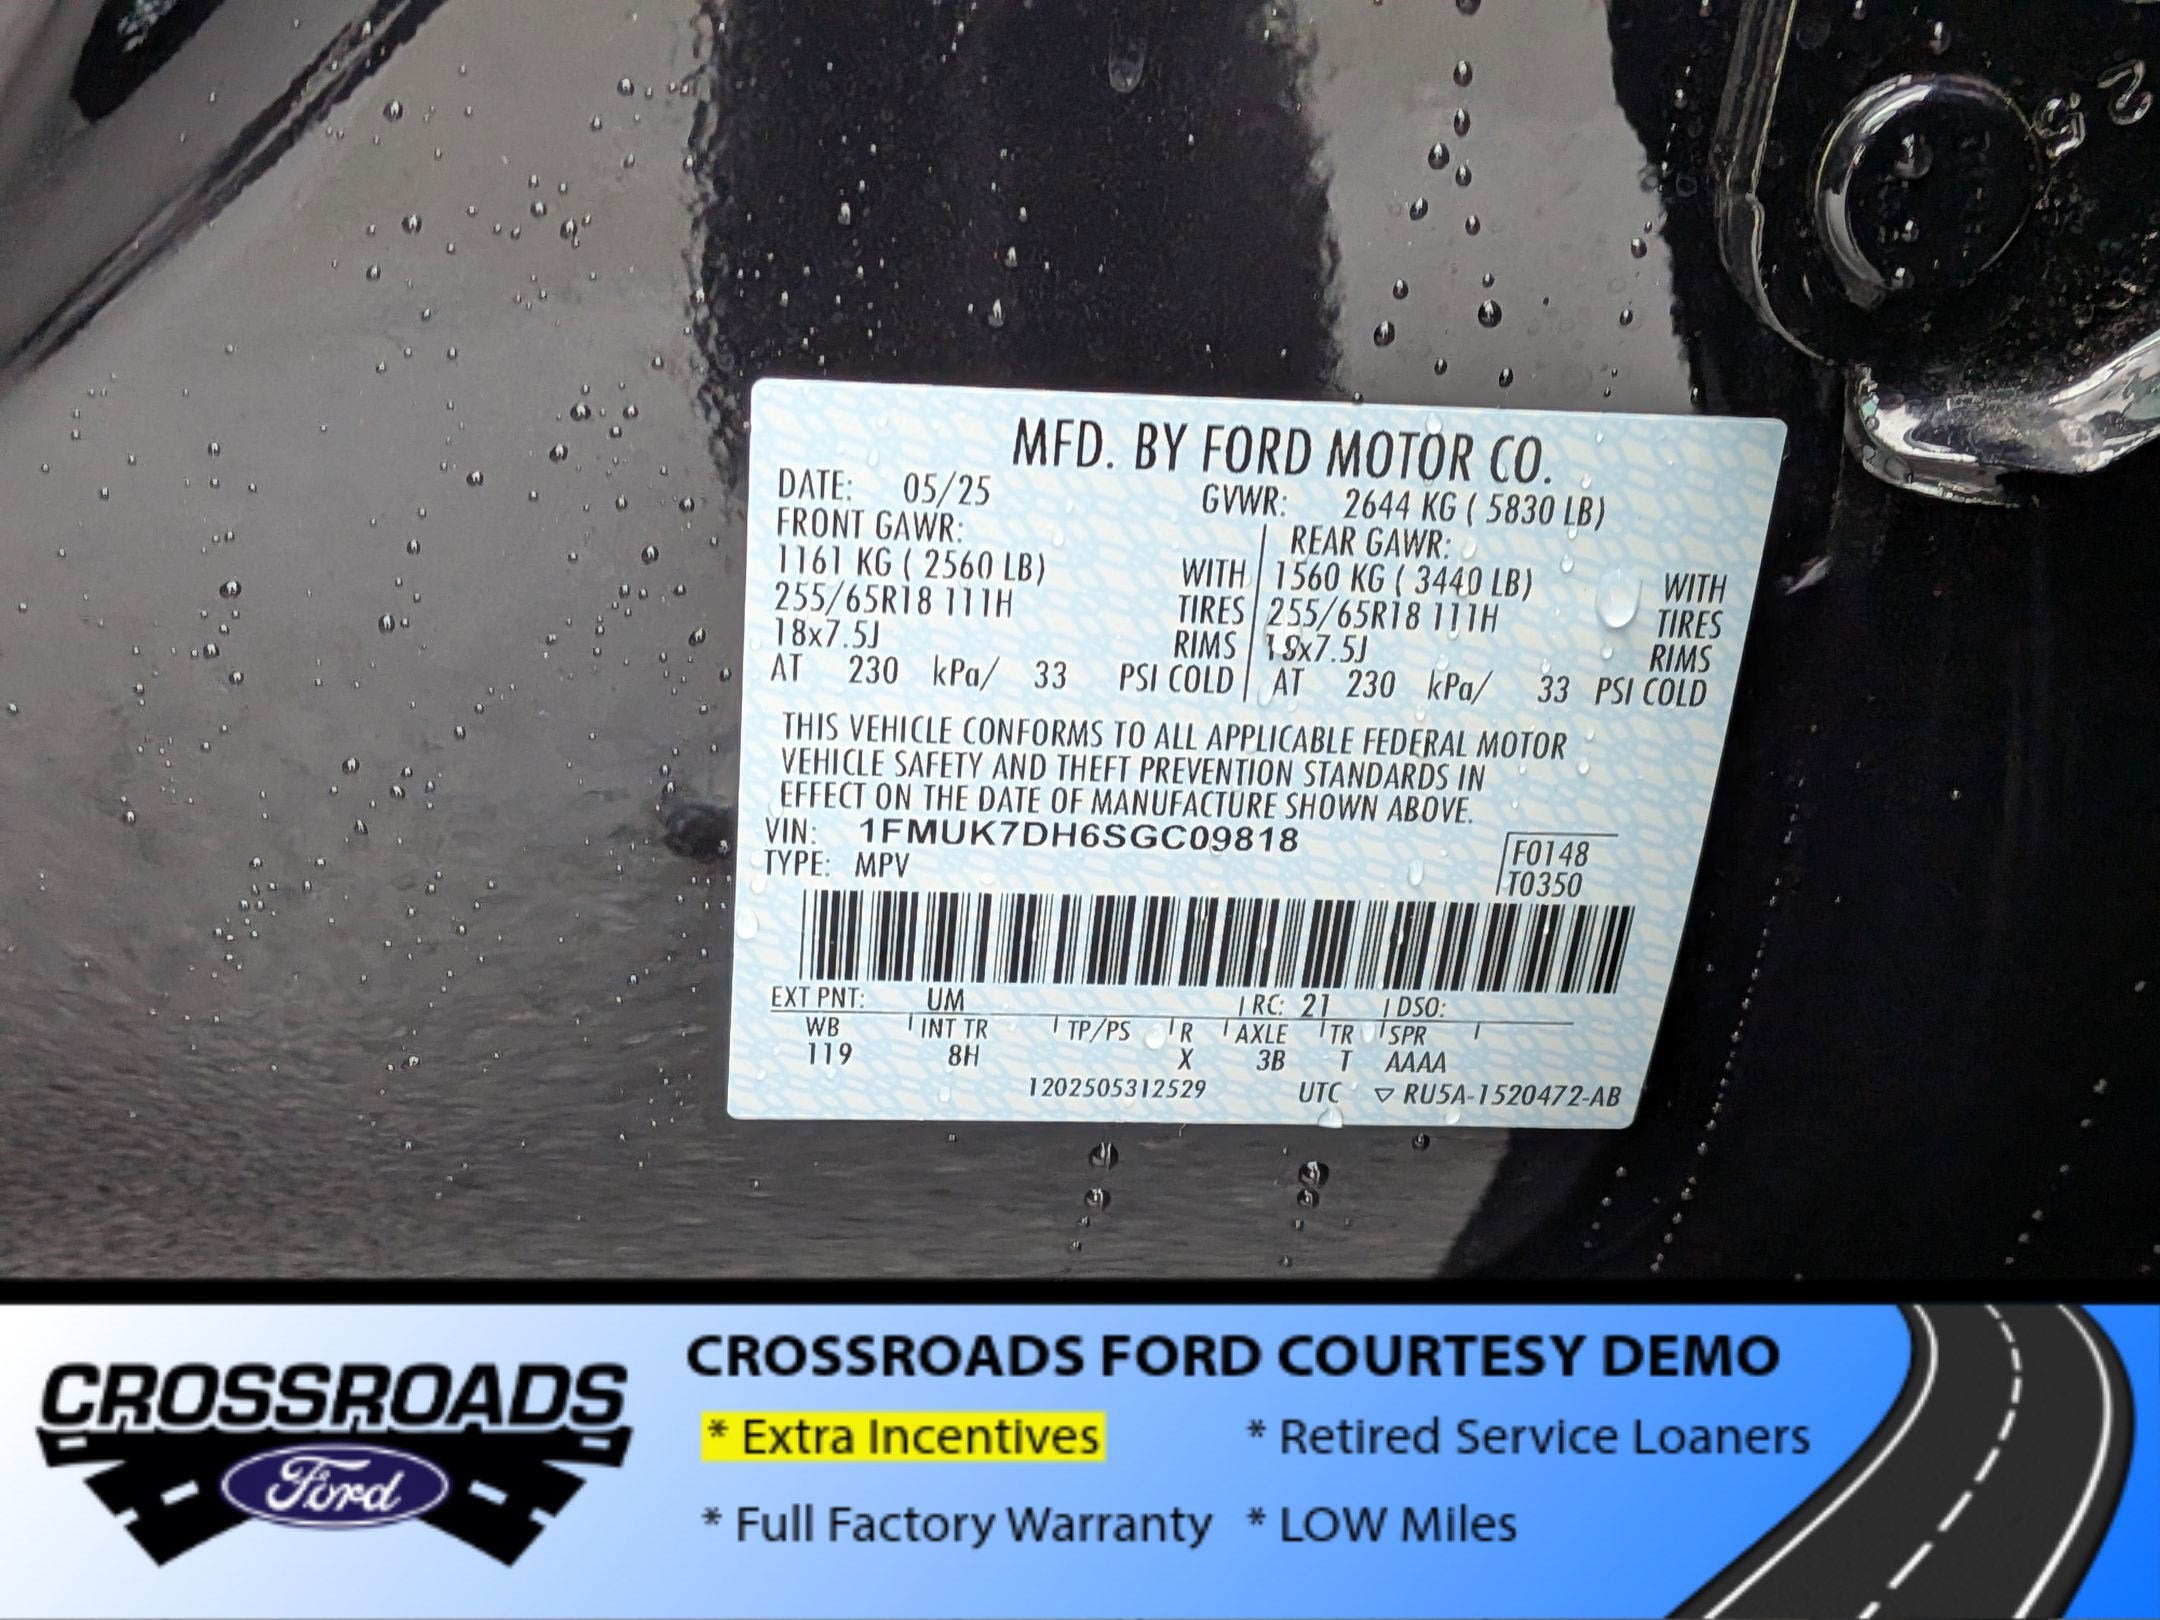 MFD. BY FORD MOTOR CO.
DATE: 05/25 GVWR: 2644 KG ( 5830 LB)
FRONT GAWR: REAR GAWR:
1161 KG ( 2560 LB) WITH 1560 KG ( 3440 LB) WITH
255/65R18 111H TIRES 255/65R18 111H TIRES
18x7.5J RIMS 18x7.5J RIMS
AT 230 kPa/ 33 PSI COLD AT 230 kPa/ 33 PSI COLD
THIS VEHICLE CONFORMS TO ALL APPLICABLE FEDERAL MOTOR
VEHICLE SAFETY AND THEFT PREVENTION STANDARDS IN
EFFECT ON THE DATE OF MANUFACTURE SHOWN ABOVE.
VIN: 1FMUK7DH6SGC09818
TYPE: MPV
F0148
T0350
EXT PNT: UM RC: 21 DSO:
WB INT TR TP/PS R AXLE TR SPR
119 8H X 3B T AAAA
1202505312529 UTC ▽ RU5A-1520472-AB
CROSSROADS
Ford
CROSSROADS FORD COURTESY DEMO
* Extra Incentives * Retired Service Loaners
* Full Factory Warranty * LOW Miles